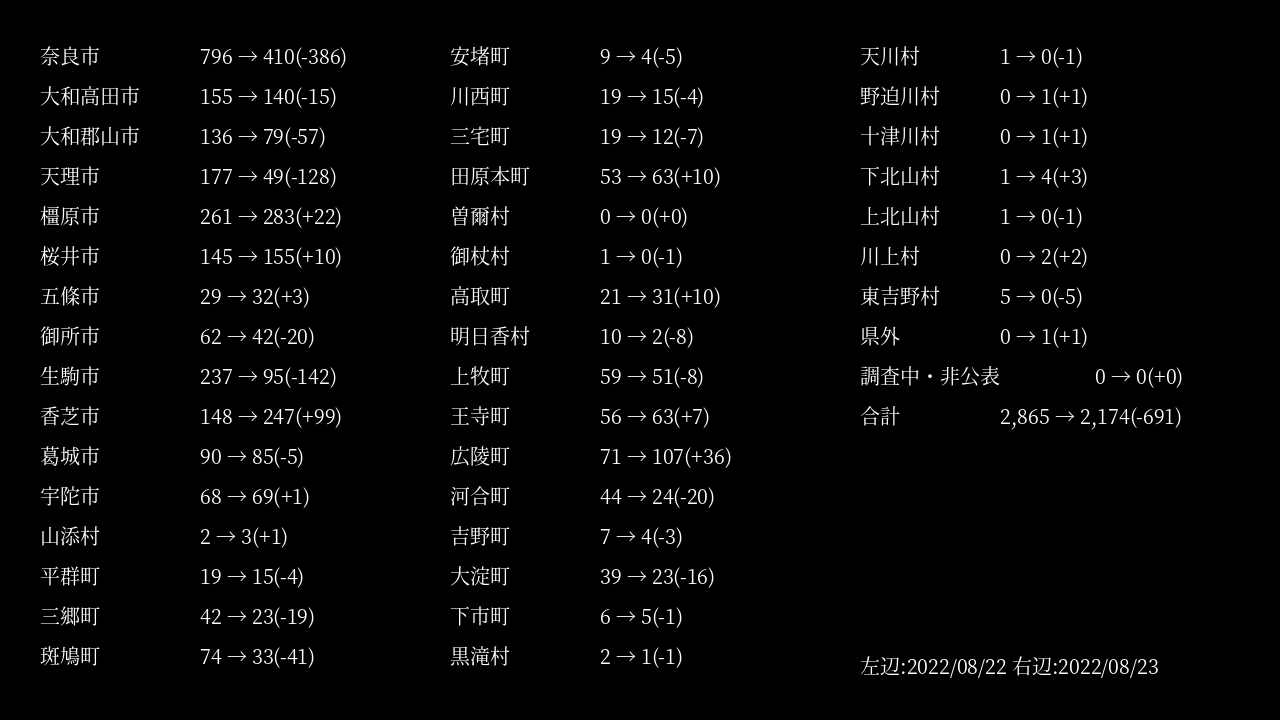 奈良市 796 → 410(-386)
大和高田市 155 → 140(-15)
大和郡山市 136 → 79(-57)
天理市 177 → 49(-128)
橿原市 261 → 283(+22)
桜井市 145 → 155(+10)
五條市 29 → 32(+3)
御所市 62 → 42(-20)
生駒市 237 → 95(-142)
香芝市 148 → 247(+99)
葛城市 90 → 85(-5)
宇陀市 68 → 69(+1)
山添村 2 → 3(+1)
平群町 19 → 15(-4)
三郷町 42 → 23(-19)
斑鳩町 74 → 33(-41)
安堵町 9 → 4(-5)
川西町 19 → 15(-4)
三宅町 19 → 12(-7)
田原本町 53 → 63(+10)
曽爾村 0 → 0(+0)
御杖村 1 → 0(-1)
高取町 21 → 31(+10)
明日香村 10 → 2(-8)
上牧町 59 → 51(-8)
王寺町 56 → 63(+7)
広陵町 71 → 107(+36)
河合町 44 → 24(-20)
吉野町 7 → 4(-3)
大淀町 39 → 23(-16)
下市町 6 → 5(-1)
黒滝村 2 → 1(-1)
天川村 1 → 0(-1)
野迫川村 0 → 1(+1)
十津川村 0 → 1(+1)
下北山村 1 → 4(+3)
上北山村 1 → 0(-1)
川上村 0 → 2(+2)
東吉野村 5 → 0(-5)
県外 0 → 1(+1)
調査中・非公表 0 → 0(+0)
合計 2,865 → 2,174(-691)
左辺:2022/08/22 右辺:2022/08/23